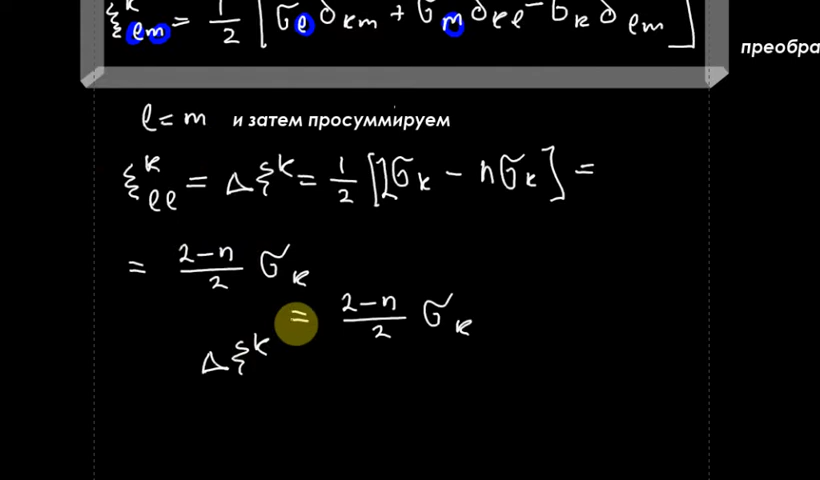 ξ^k_{lm} = 1/2 [σ_l δ_{km} + σ_m δ_{kl} - σ_k δ_{lm}]
преобра
l = m и затем просуммируем
ξ^k_{ll} = Δξ^k = 1/2 [2σ_k - nσ_k] =
= (2-n)/2 σ_k
Δξ^k = (2-n)/2 σ_k